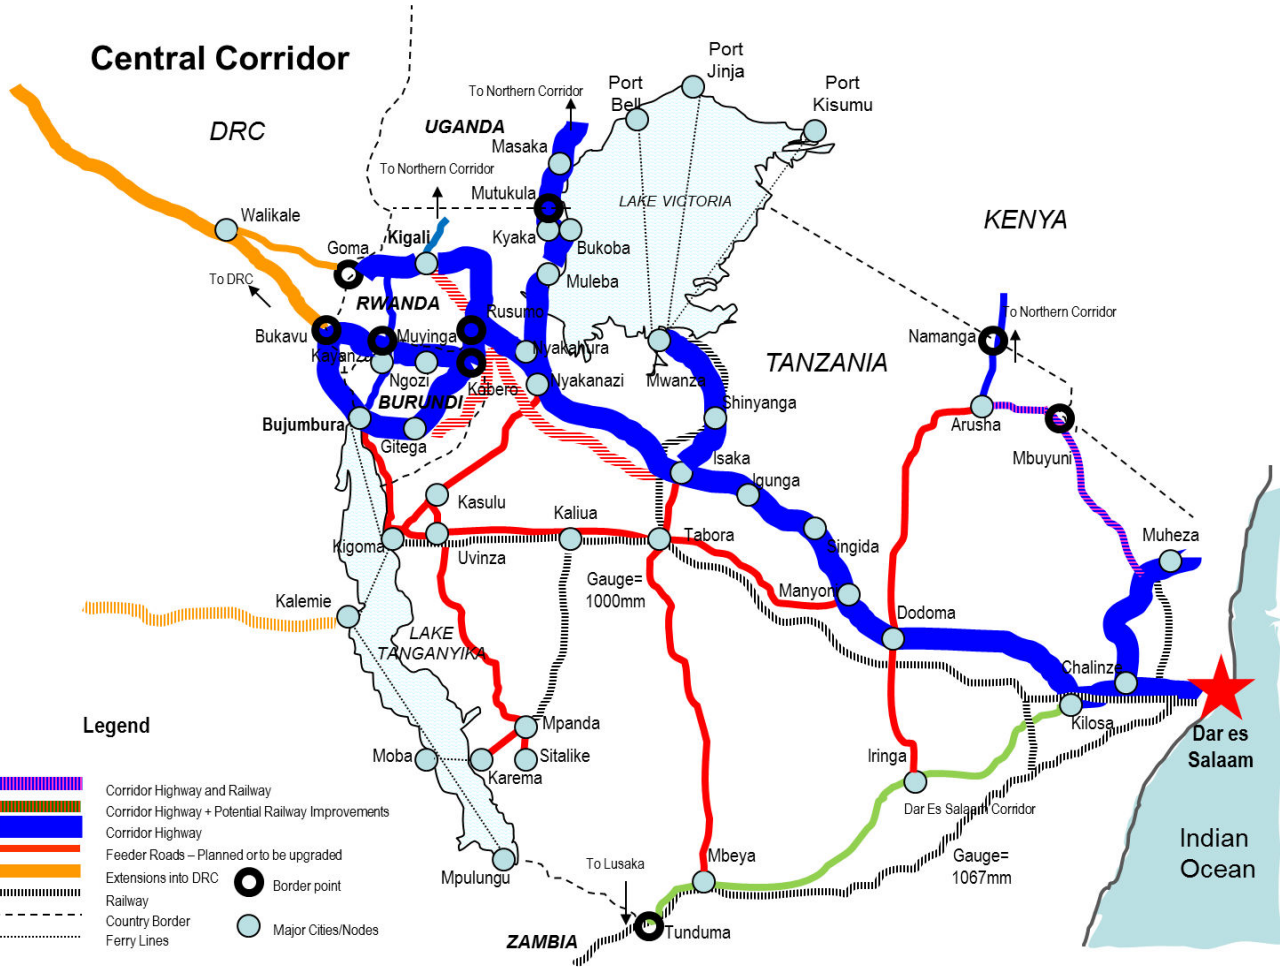 Central Corridor
Port
Jinja
Port
Bell
Port
Kisumu
To Northern Corridor
DRC
UGANDA
Masaka
To Northern Corridor
Mutukula
LAKE VICTORIA
Walikale
KENYA
Kigali
Kyaka
Bukoba
Goma
To DRC
Muleba
RWANDA
Rusumo
To Northern Corridor
Bukavu
Muyinga
Namanga
Kayanza
Nyakahura
TANZANIA
Ngozi
Kobero
Nyakanazi
Mwanza
BURUNDI
Shinyanga
Bujumbura
Arusha
Gitega
Isaka
Mbuyuni
Igunga
Kasulu
Kaliua
Tabora
Muheza
Kigoma
Uvinza
Singida
Gauge=
1000mm
Manyoni
Kalemie
Dodoma
LAKE
TANGANYIKA
Chalinze
Mpanda
Kilosa
Legend
Dar es
Salaam
Moba
Sitalike
Iringa
Karema
Corridor Highway and Railway
Corridor Highway + Potential Railway Improvements
Dar Es Salaam Corridor
Corridor Highway
Indian
Ocean
Feeder Roads – Planned or to be upgraded
To Lusaka
Mbeya
Gauge=
1067mm
Extensions into DRC
Border point
Mpulungu
Railway
Country Border
Major Cities/Nodes
Tunduma
Ferry Lines
ZAMBIA